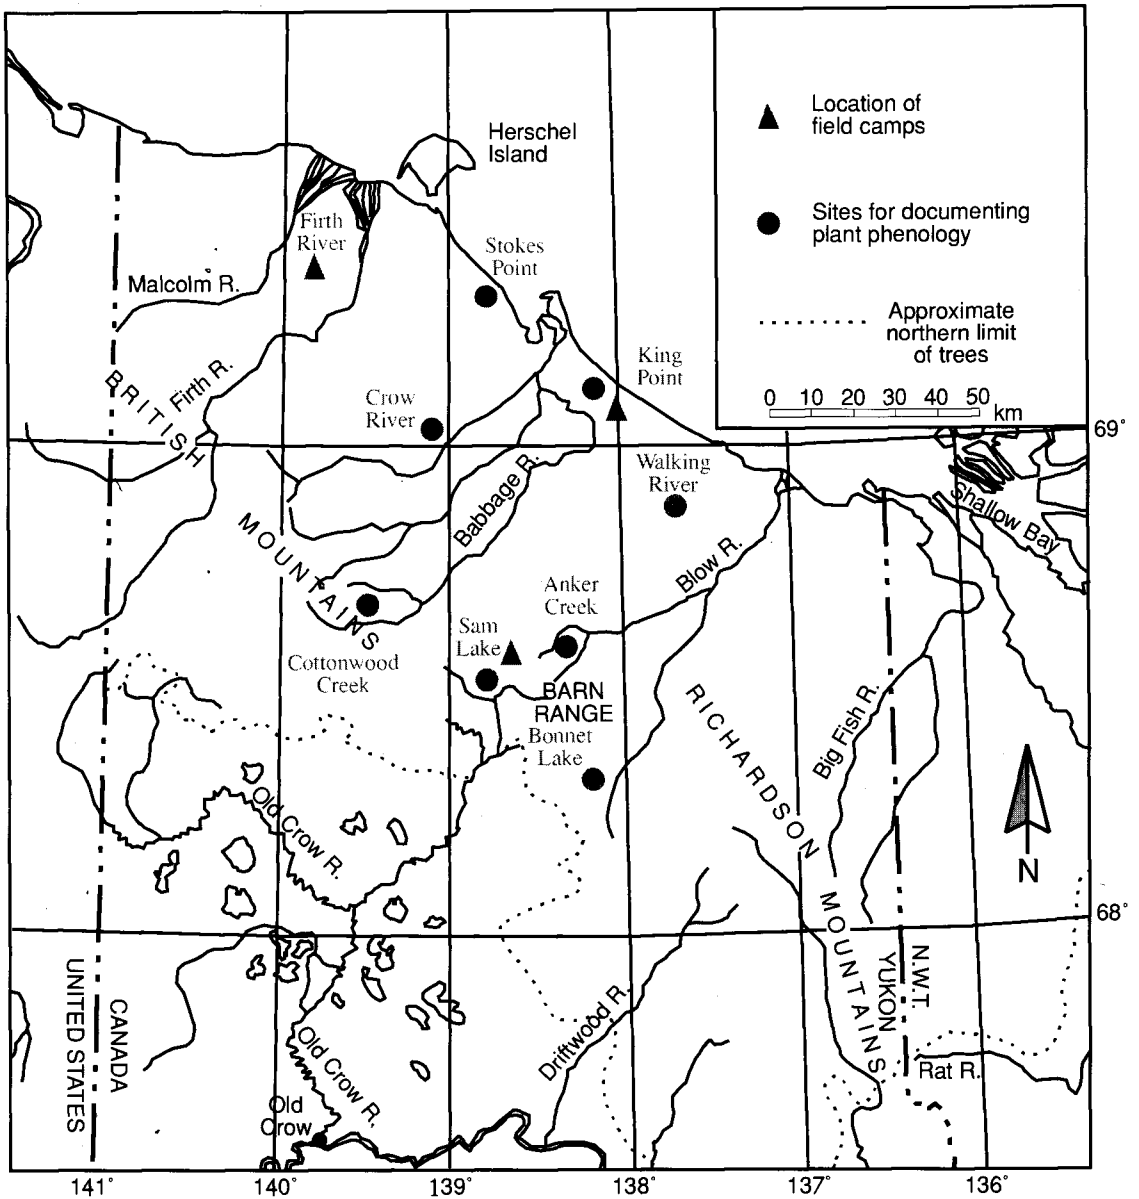 Herschel
Island
Location of
field camps
Sites for documenting
plant phenology
Approximate
northern limit
of trees
0 10 20 30 40 50
km
Firth
River
Stokes
Point
Malcolm R.
Firth R.
BRITISH
King
Point
Crow
River
69°
Walking
River
Shallow Bay
Babbage R.
MOUNTAINS
Blow R.
Anker
Creek
Sam
Lake
Cottonwood
Creek
BARN
RANGE
Bonnet
Lake
RICHARDSON
Big Fish R.
Old Crow R.
N
MOUNTAINS
68°
UNITED STATES
CANADA
YUKON
N.W.T.
Driftwood R.
Old Crow R.
Rat R.
Old
Crow
141° 140° 139° 138° 137° 136°